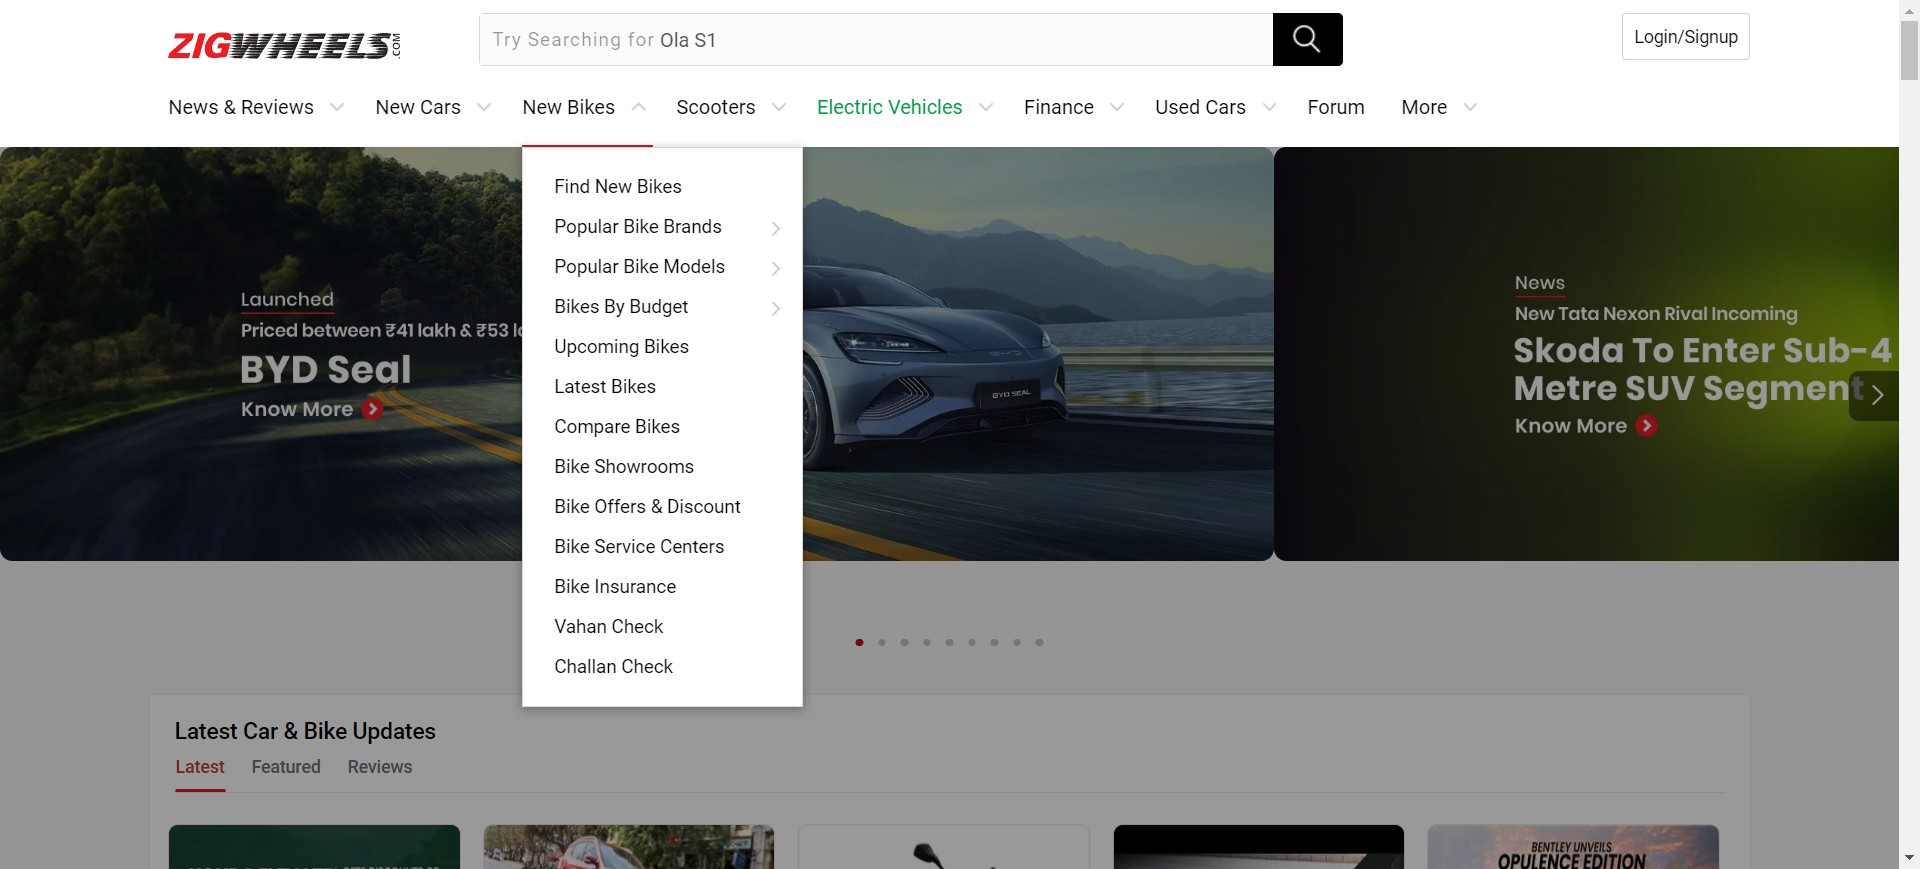 ZIGWHEELS.COM
Try Searching for Ola S1
Login/Signup
News & Reviews
New Cars
New Bikes
Scooters
Electric Vehicles
Finance
Used Cars
Forum
More
Find New Bikes
Popular Bike Brands
Popular Bike Models
Bikes By Budget
Upcoming Bikes
Latest Bikes
Compare Bikes
Bike Showrooms
Bike Offers & Discount
Bike Service Centers
Bike Insurance
Vahan Check
Challan Check
Launched
Priced between ₹41 lakh & ₹53
BYD Seal
Know More
BYD
BYD SEAL
News
New Tata Nexon Rival Incoming
Skoda To Enter Sub-4
Metre SUV Segment
Know More
Latest Car & Bike Updates
Latest
Featured
Reviews
BENTLEY UNVEILS
OPULENCE EDITION